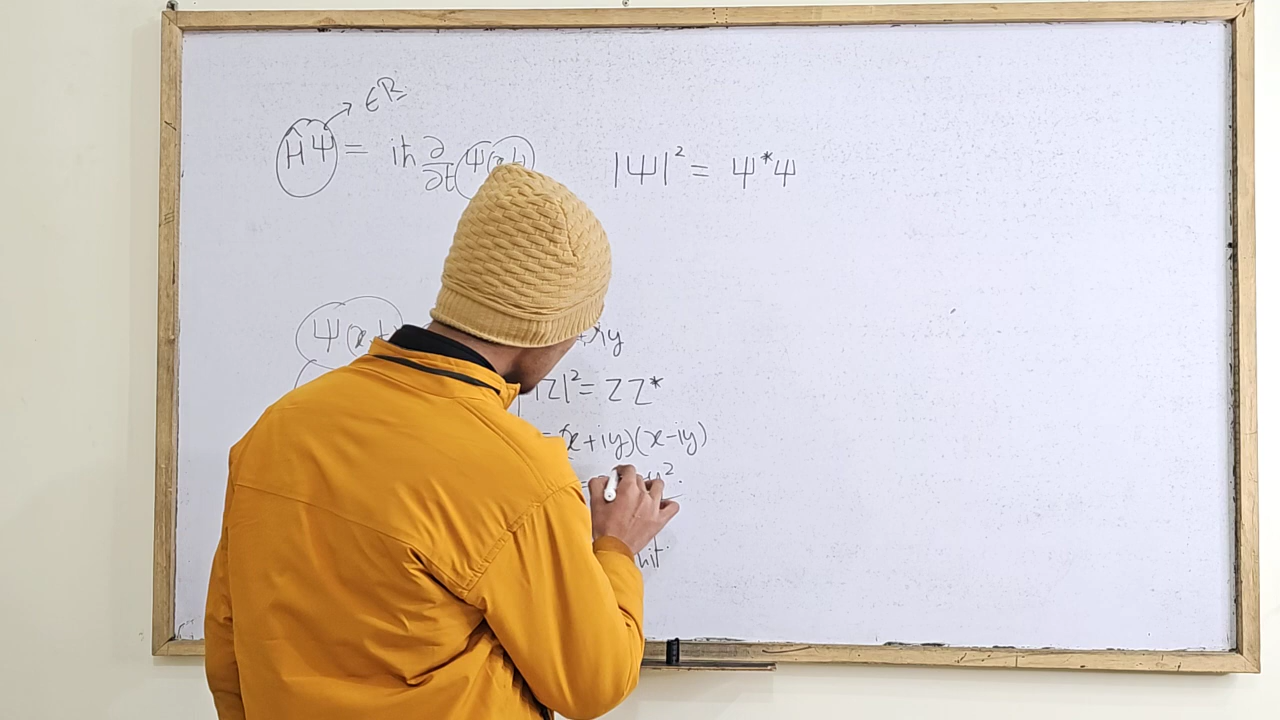 ∈ℝ
ĤΨ = iħ ∂/∂t Ψ(x,t)
|Ψ|² = Ψ*Ψ
Ψ(x,t
+iy
|Z|² = ZZ*
= (x+iy)(x-iy)
y².